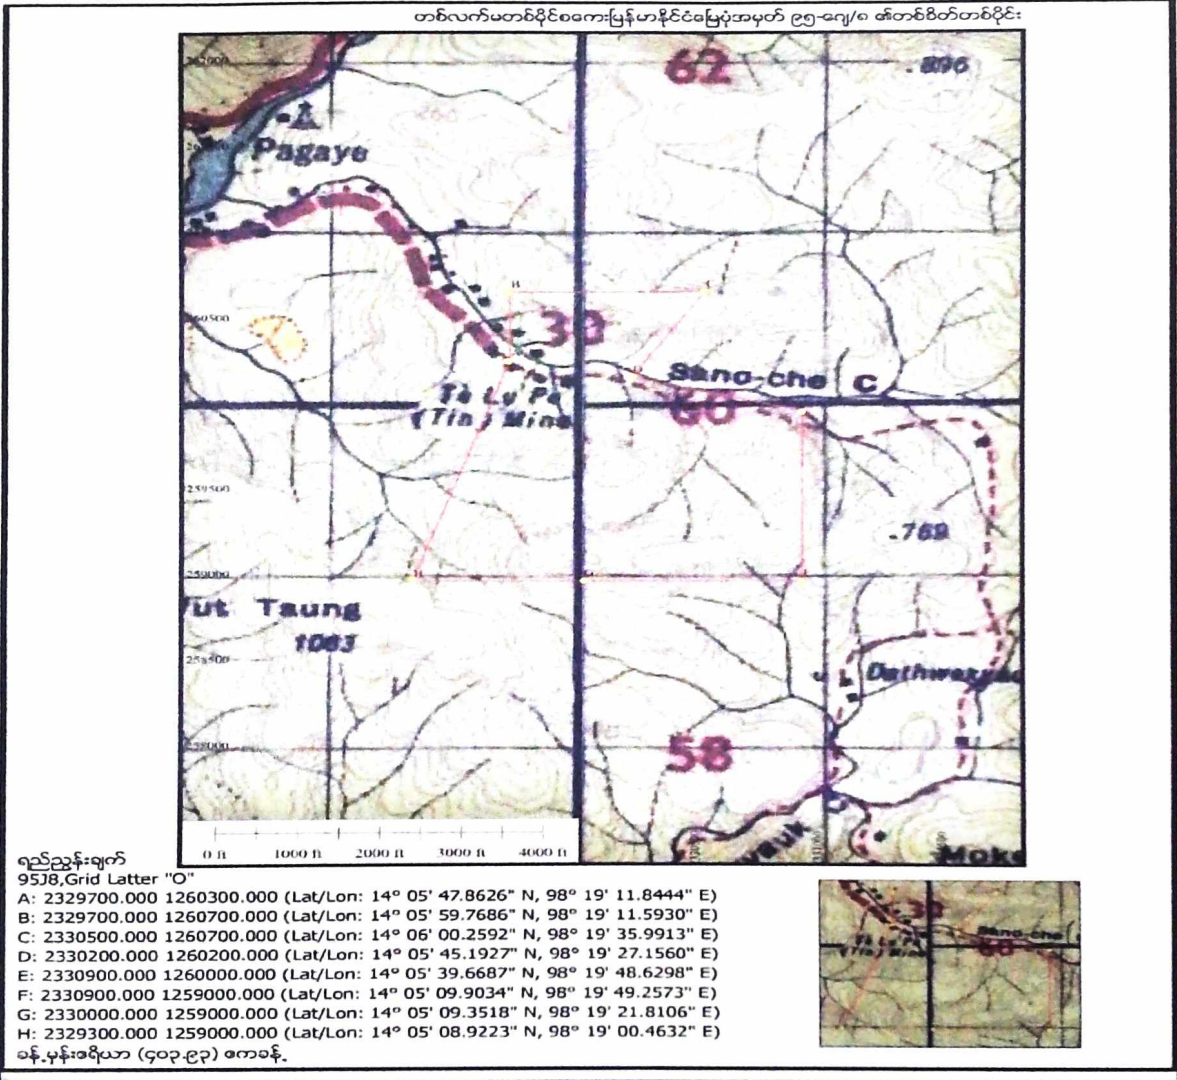 တစ်လက်မတစ်မိုင်စကေးမြန်မာနိုင်ငံမြေပုံအမှတ် ၉၅-ဂျေ/၈ ၏တစ်စိတ်တစ်ပိုင်း
62
.896
Pagaye
30
Sano-che C
60
(Tin) Mine
259500
.769
259000
Taung
1063
258500
58
258000
0 ft 1000 ft 2000 ft 3000 ft 4000 ft
ရည်ညွှန်းချက်
95J8,Grid Latter "O"
A: 2329700.000 1260300.000 (Lat/Lon: 14° 05' 47.8626" N, 98° 19' 11.8444" E)
B: 2329700.000 1260700.000 (Lat/Lon: 14° 05' 59.7686" N, 98° 19' 11.5930" E)
C: 2330500.000 1260700.000 (Lat/Lon: 14° 06' 00.2592" N, 98° 19' 35.9913" E)
D: 2330200.000 1260200.000 (Lat/Lon: 14° 05' 45.1927" N, 98° 19' 27.1560" E)
E: 2330900.000 1260000.000 (Lat/Lon: 14° 05' 39.6687" N, 98° 19' 48.6298" E)
F: 2330900.000 1259000.000 (Lat/Lon: 14° 05' 09.9034" N, 98° 19' 49.2573" E)
G: 2330000.000 1259000.000 (Lat/Lon: 14° 05' 09.3518" N, 98° 19' 21.8106" E)
H: 2329300.000 1259000.000 (Lat/Lon: 14° 05' 08.9223" N, 98° 19' 00.4632" E)
ခန့်မှန်းဧရိယာ (၄၀၃.၉၃) ဧကခန့်